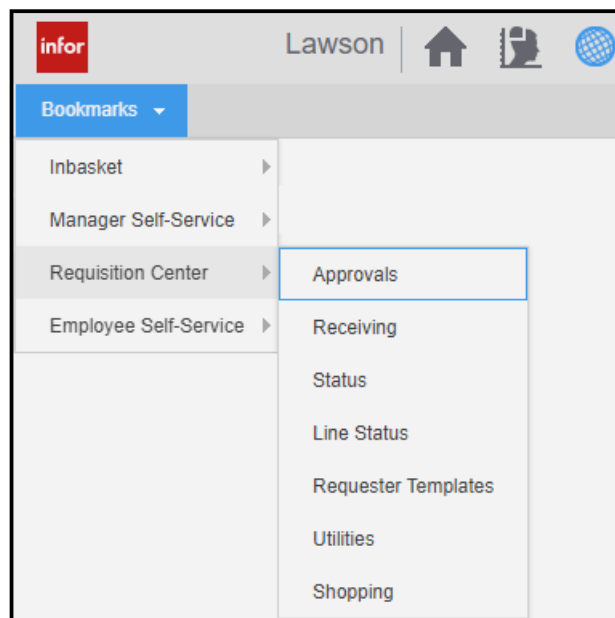 infor
Lawson
Bookmarks
Inbasket
Manager Self-Service
Requisition Center
Employee Self-Service
Approvals
Receiving
Status
Line Status
Requester Templates
Utilities
Shopping